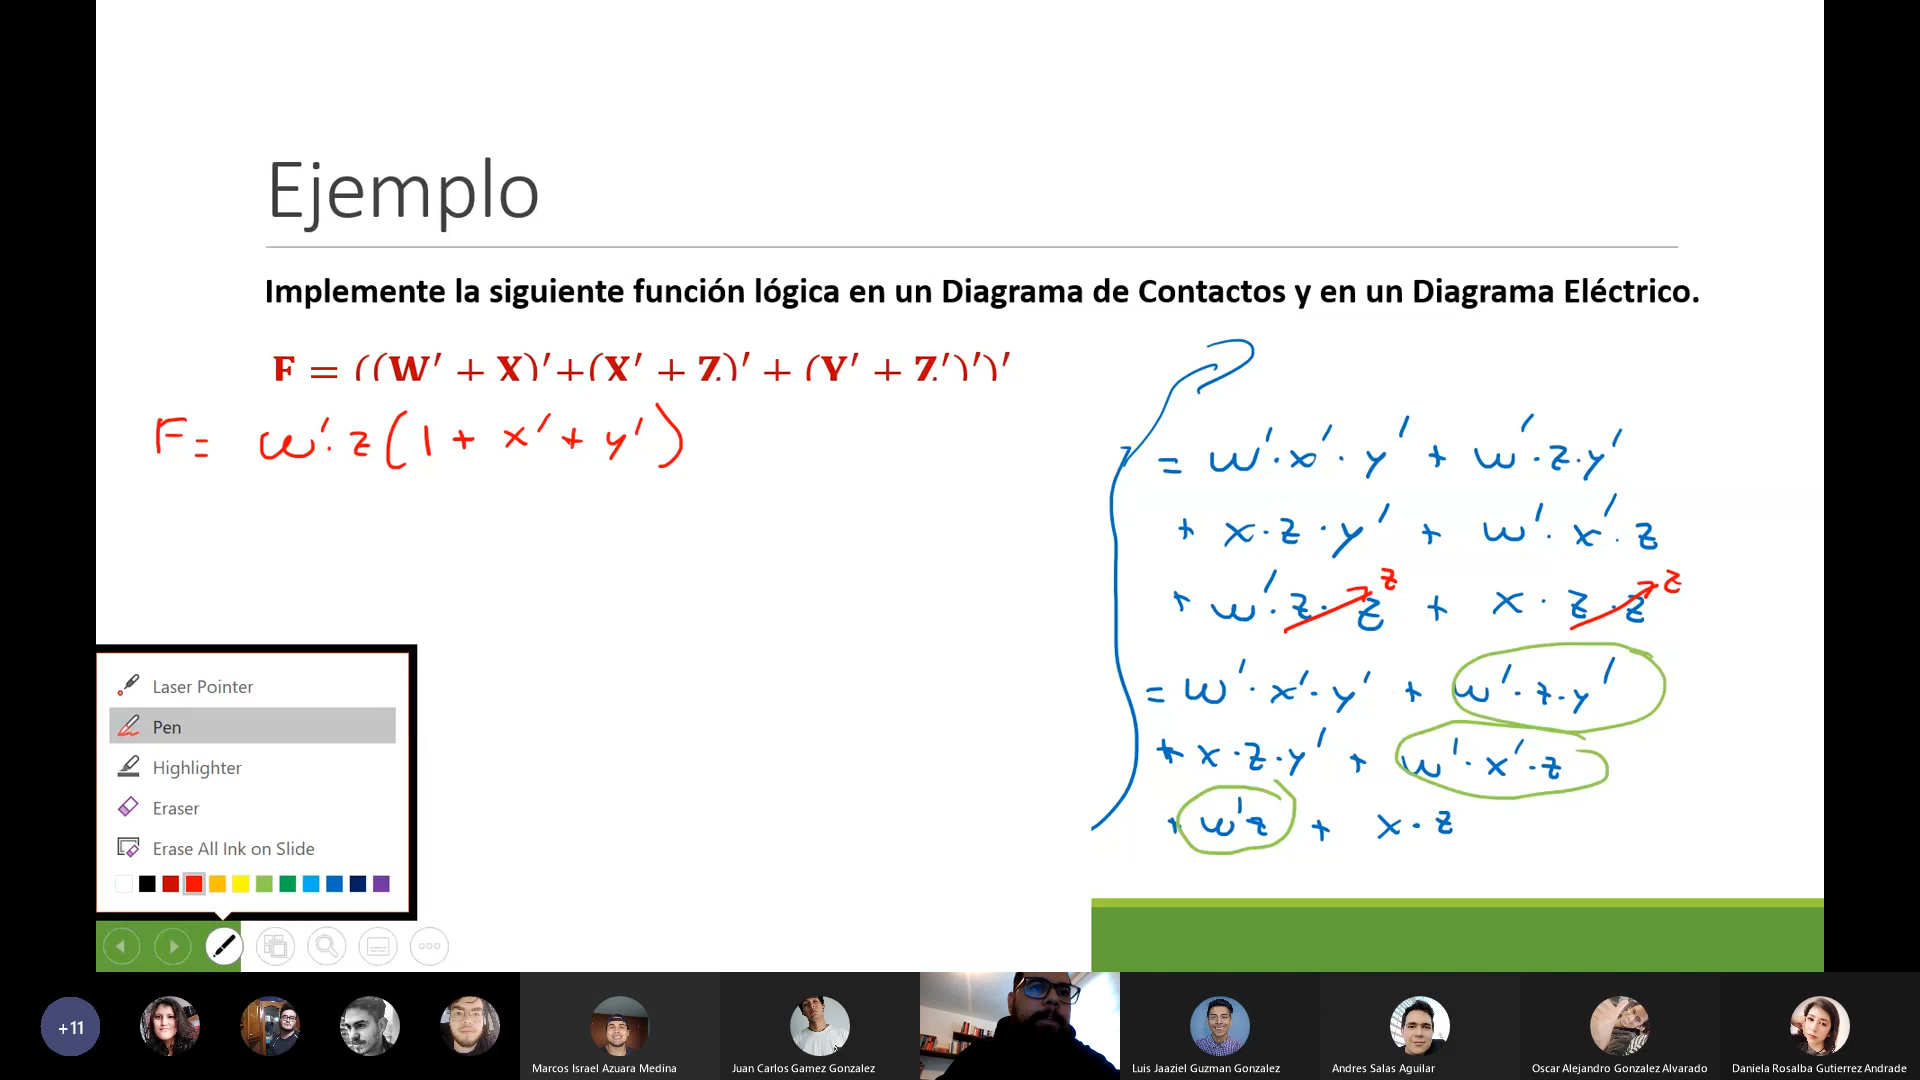 Ejemplo
Implemente la siguiente función lógica en un Diagrama de Contactos y en un Diagrama Eléctrico.
F = ((W′ + X)′+(X′ + Z)′ + (Y′ + Z′)′)′
F= w'·z(1 + x' + y')
= w'·x'·y' + w'·z·y'
+ x·z·y' + w'·x'·z
+ w'·z·z z + x·z·z z
= w'·x'·y' + w'·z·y'
+ x·z·y' + w'·x'·z
+ w'z + x·z
Laser Pointer
Pen
Highlighter
Eraser
Erase All Ink on Slide
+11
Marcos Israel Azuara Medina
Juan Carlos Gamez Gonzalez
Luis Jaaziel Guzman Gonzalez
Andres Salas Aguilar
Oscar Alejandro Gonzalez Alvarado
Daniela Rosalba Gutierrez Andrade